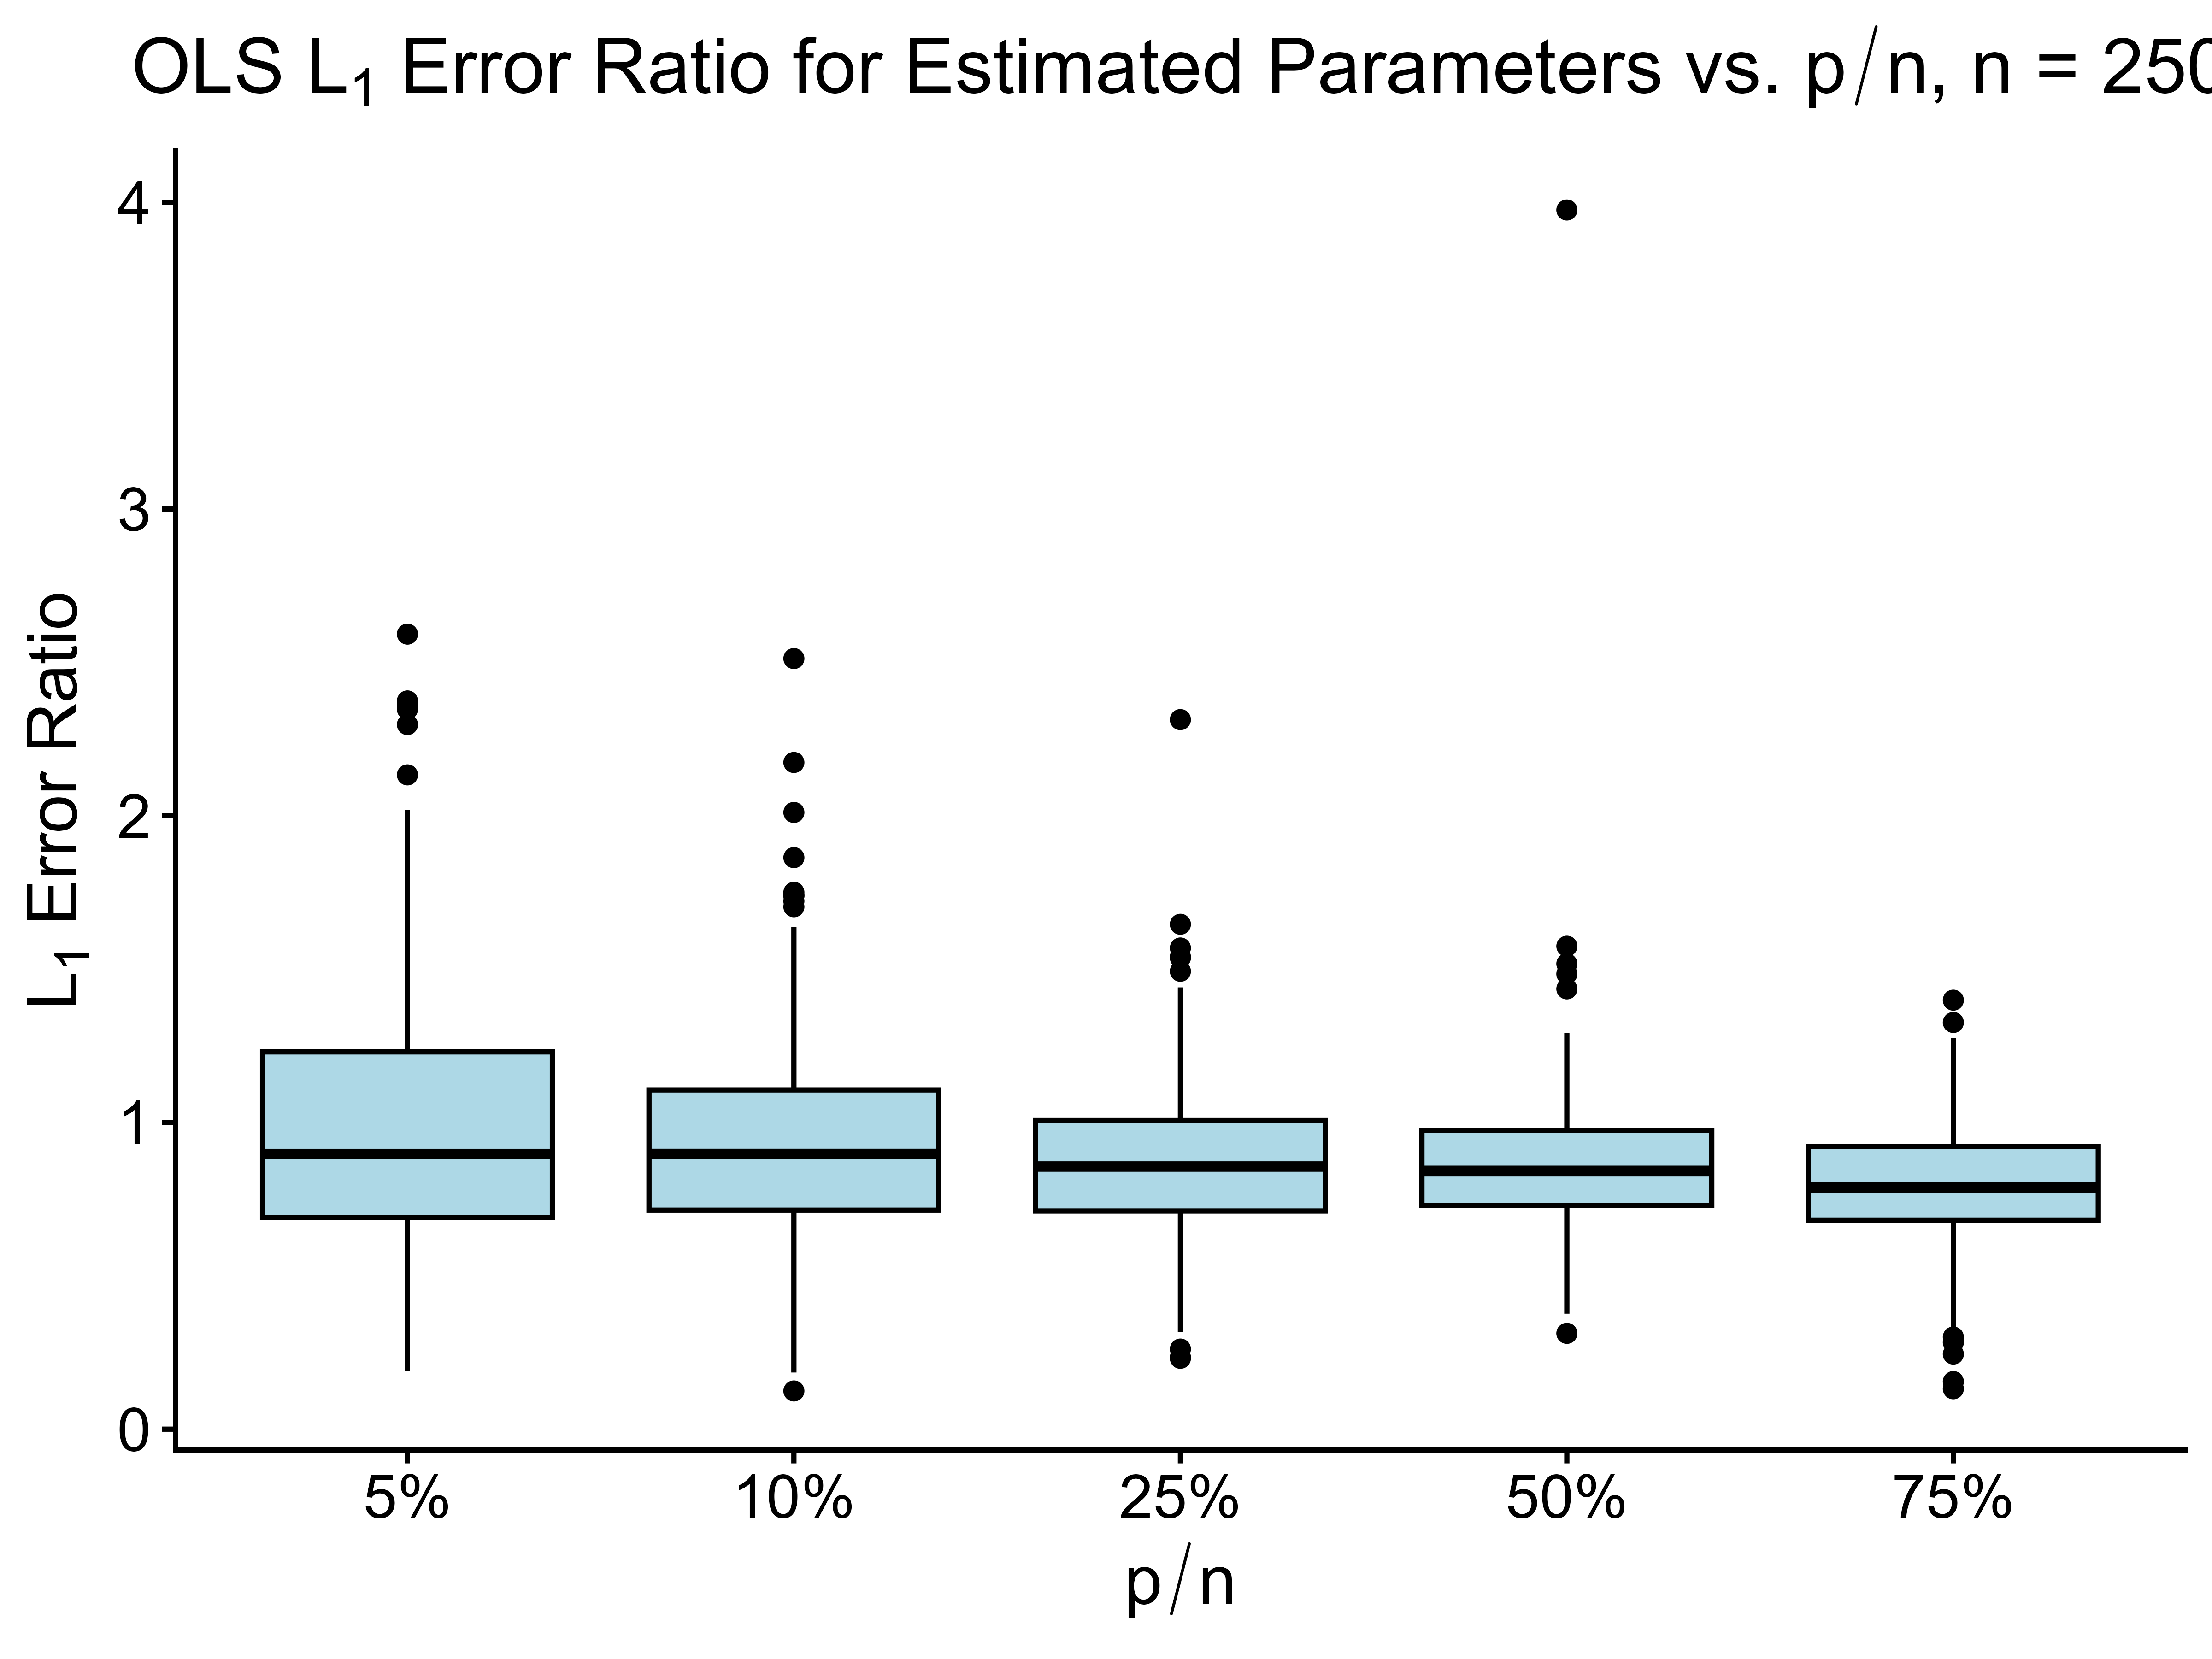 OLS L₁ Error Ratio for Estimated Parameters vs. p/n, n = 250
L₁ Error Ratio
4
3
2
1
0
5% 10% 25% 50% 75%
p/n